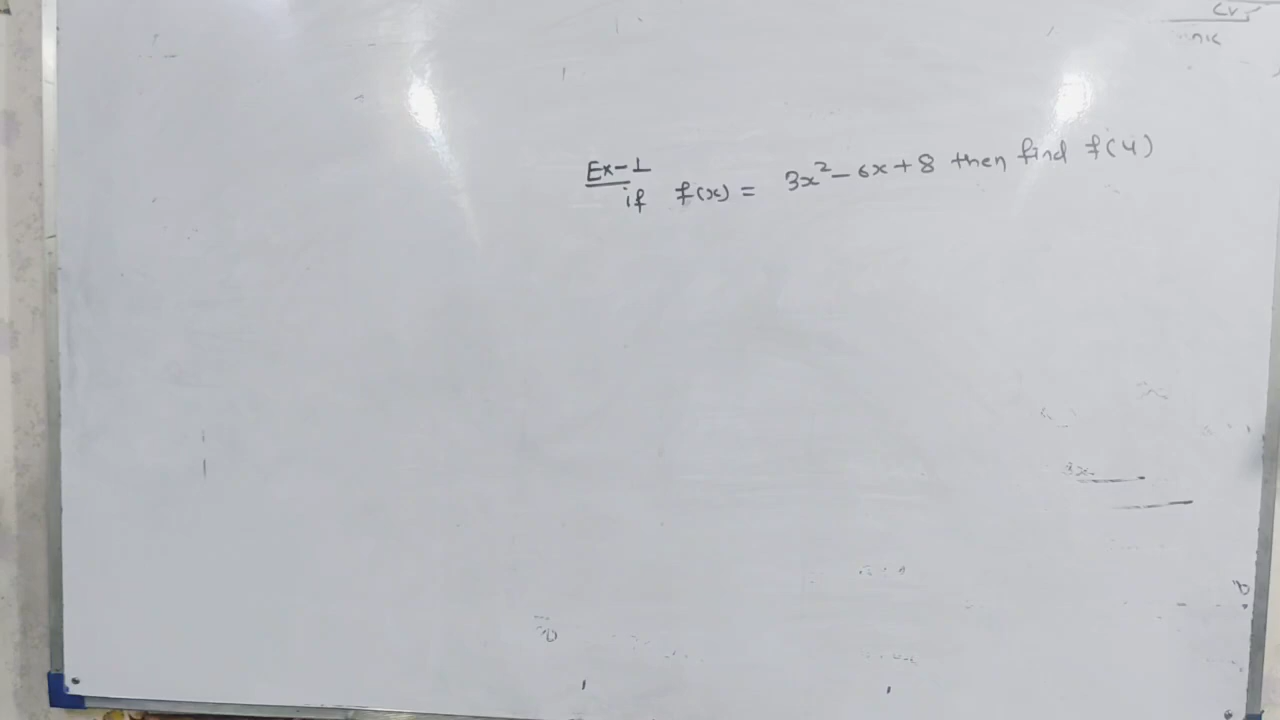 Ex-1
if f(x) = 3x² - 6x + 8 then find f(4)